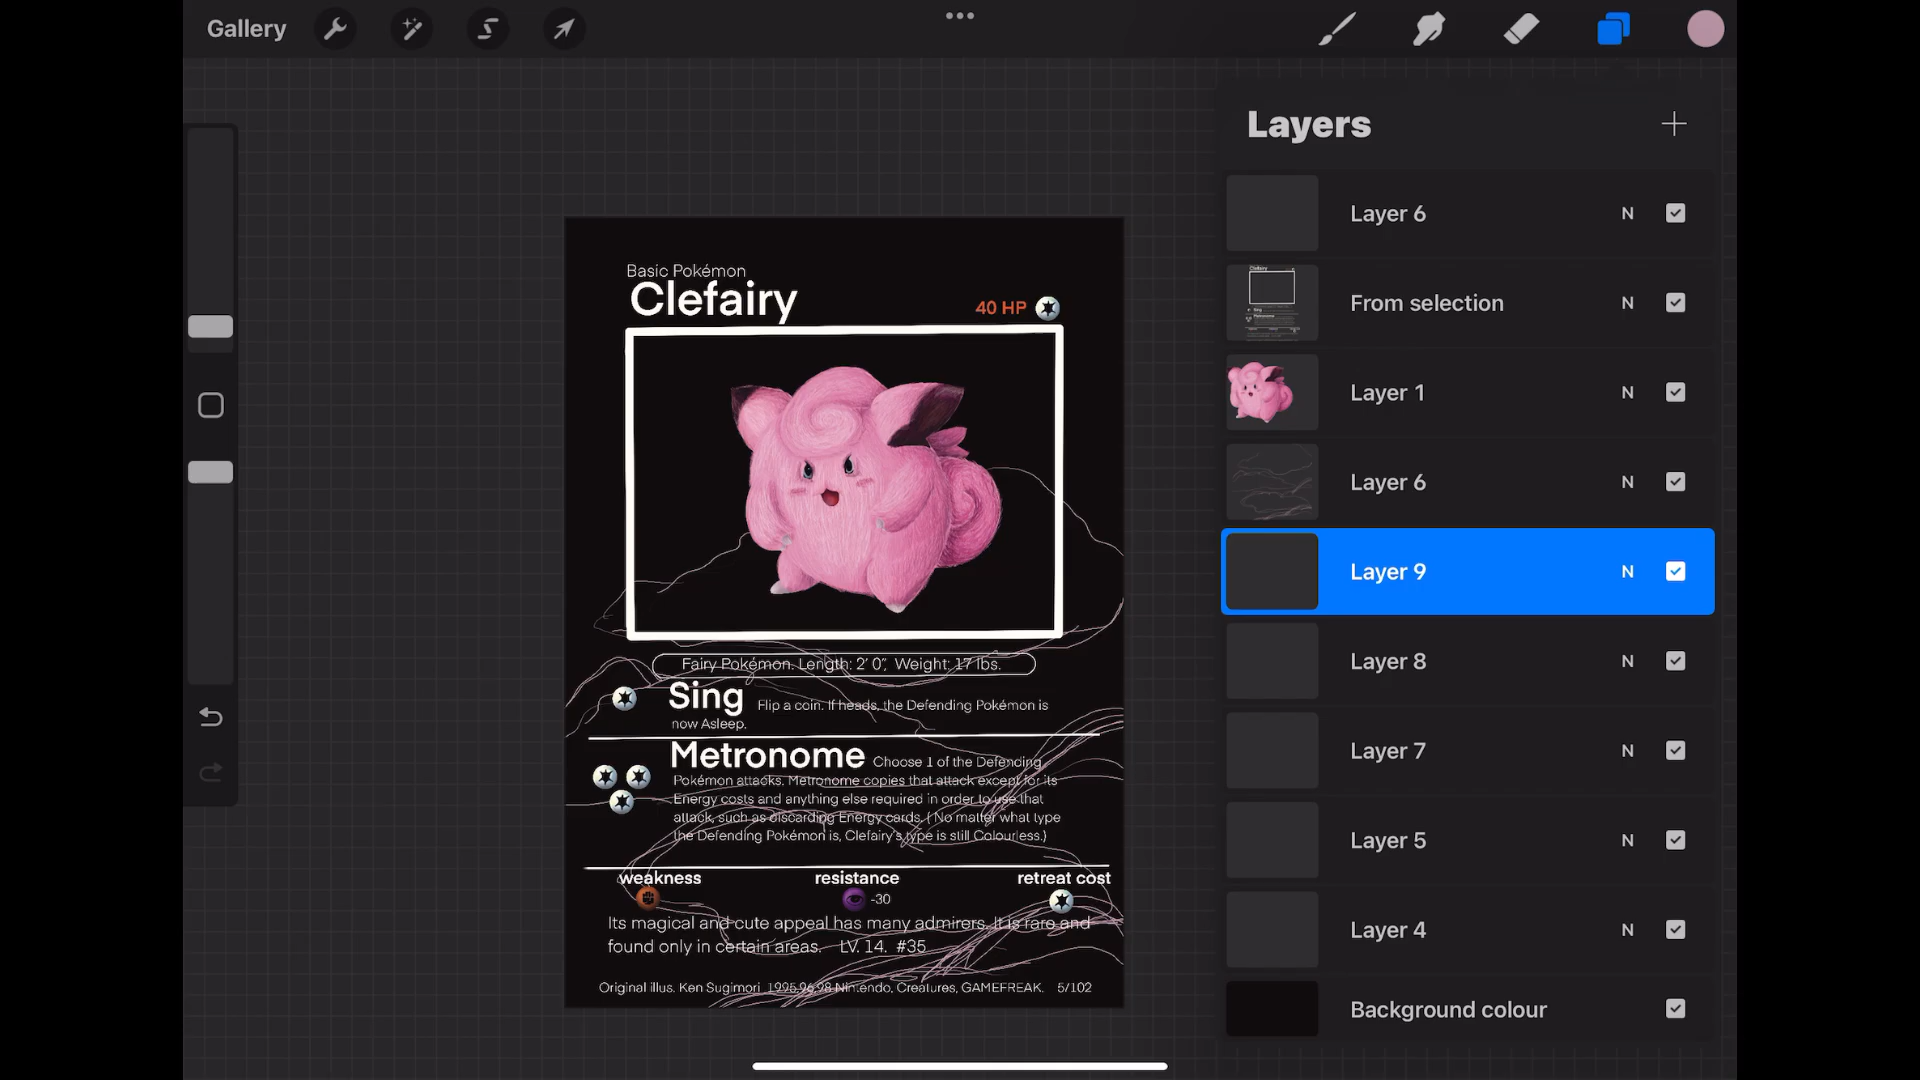 Gallery
Layers
Layer 6 N
From selection N
Layer 1 N
Layer 6 N
Layer 9 N
Layer 8 N
Layer 7 N
Layer 5 N
Layer 4 N
Background colour
Basic Pokémon
Clefairy
40 HP
Fairy Pokémon. Length: 2' 0", Weight: 17 lbs.
Sing Flip a coin. If heads, the Defending Pokémon is
now Asleep.
Metronome Choose 1 of the Defending
Pokémon attacks. Metronome copies that attack except for its
Energy costs and anything else required in order to use that
attack, such as discarding Energy cards. ( No matter what type
the Defending Pokémon is, Clefairy's type is still Colourless.)
weakness resistance retreat cost
-30
Its magical and cute appeal has many admirers. It is rare and
found only in certain areas. LV. 14. #35
Original illus. Ken Sugimori 1995,96,98 Nintendo, Creatures, GAMEFREAK. 5/102